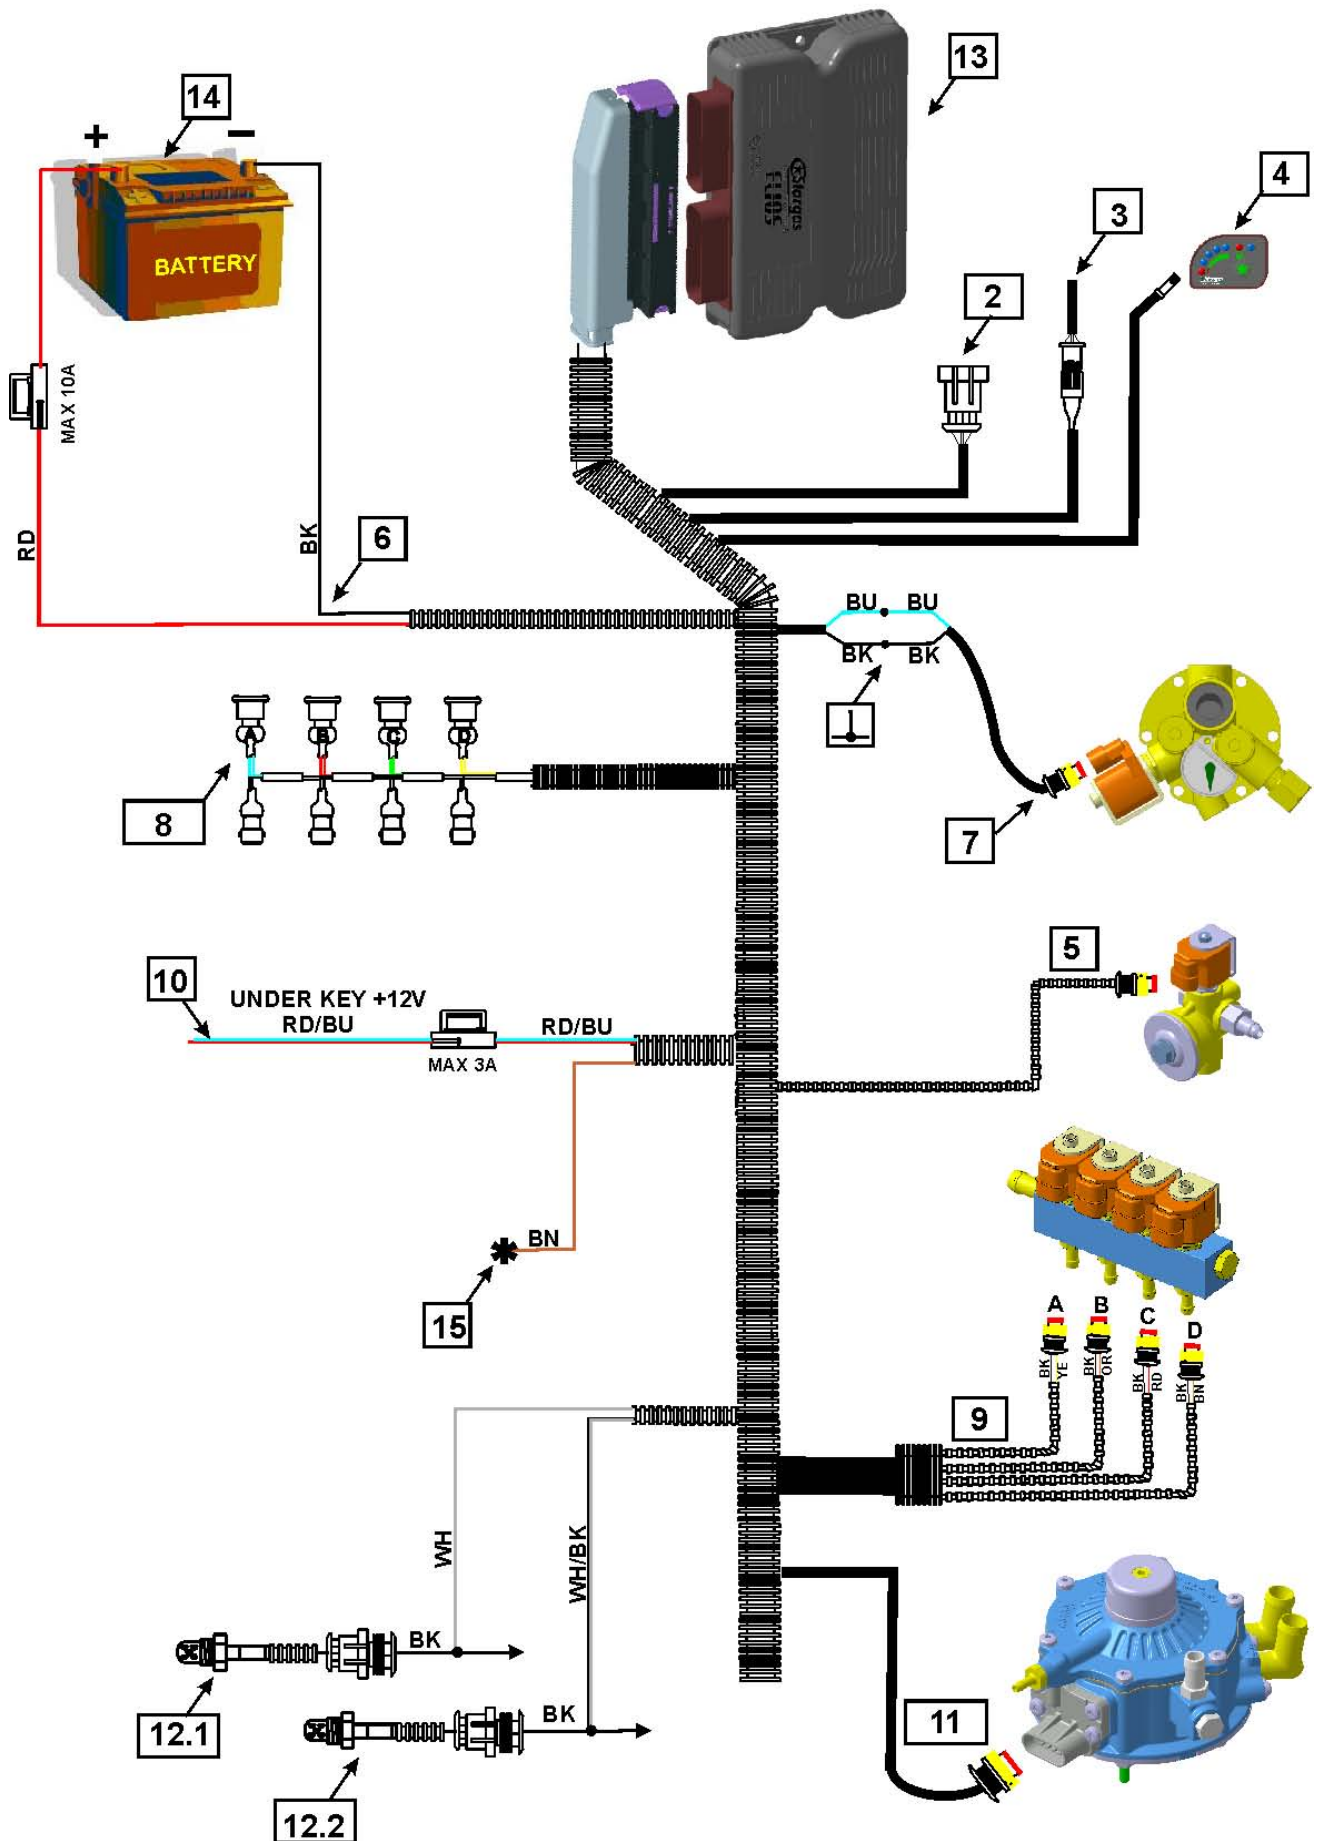 13
14
+ −
4
3
BATTERY
Stargas
2
MAX 10A
RD
BK
6
BU BU
BK BK
A B C D
8
7
5
10
UNDER KEY +12V
RD/BU
RD/BU
MAX 3A
BN
15
A B C D
BK YE
BK OR
BK RD
BK BN
9
WH
WH/BK
BK
12.1
BK
11
12.2